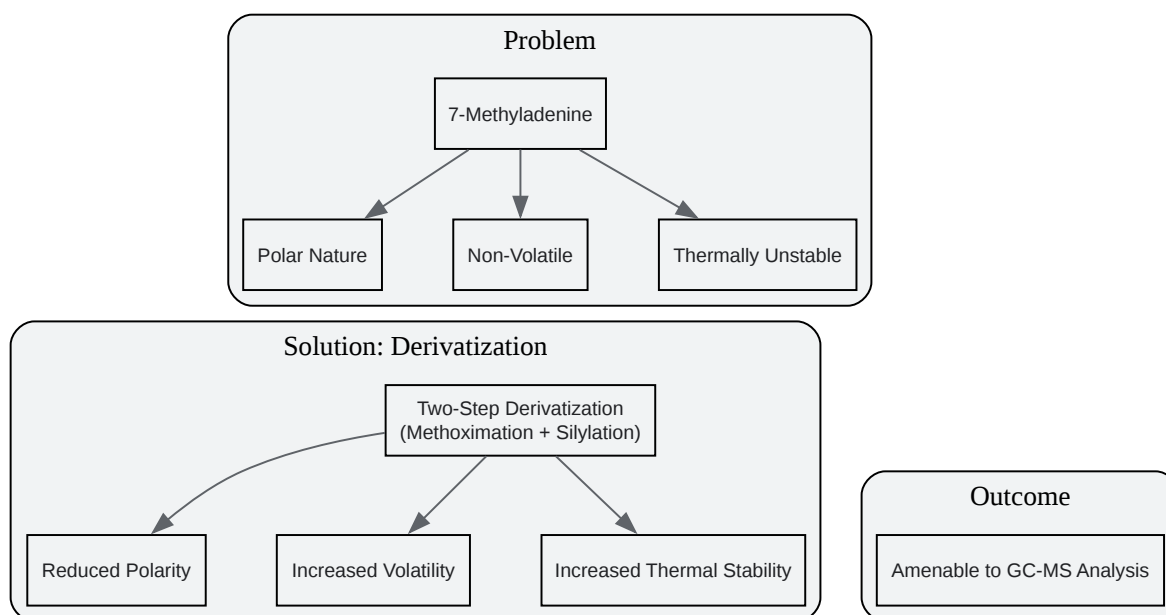 Problem
7-Methyladenine
Polar Nature
Non-Volatile
Thermally Unstable
Solution: Derivatization
Two-Step Derivatization
(Methoximation + Silylation)
Reduced Polarity
Increased Volatility
Increased Thermal Stability
Outcome
Amenable to GC-MS Analysis